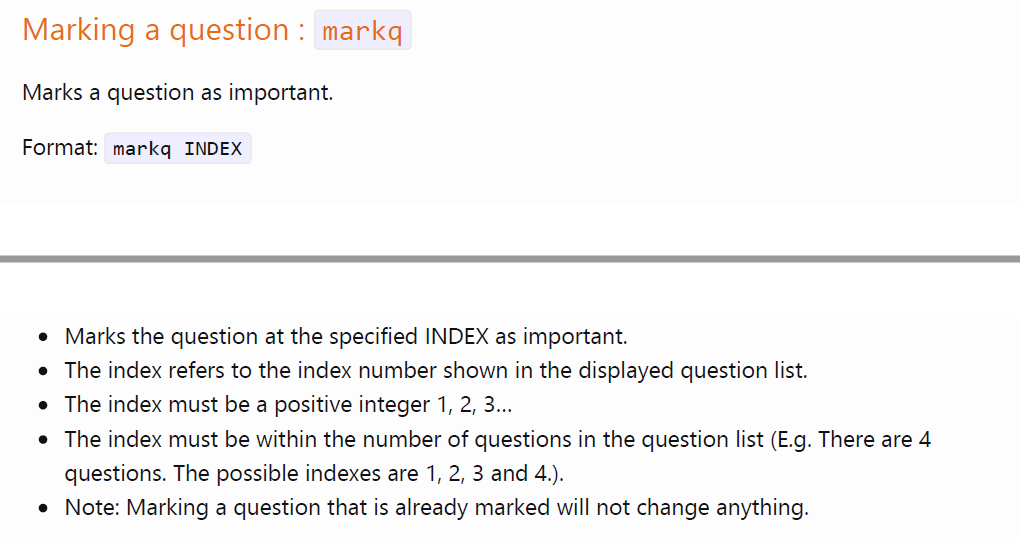 Marking a question : markq
Marks a question as important.
Format: markq INDEX
• Marks the question at the specified INDEX as important.
• The index refers to the index number shown in the displayed question list.
• The index must be a positive integer 1, 2, 3…
• The index must be within the number of questions in the question list (E.g. There are 4
questions. The possible indexes are 1, 2, 3 and 4.).
• Note: Marking a question that is already marked will not change anything.